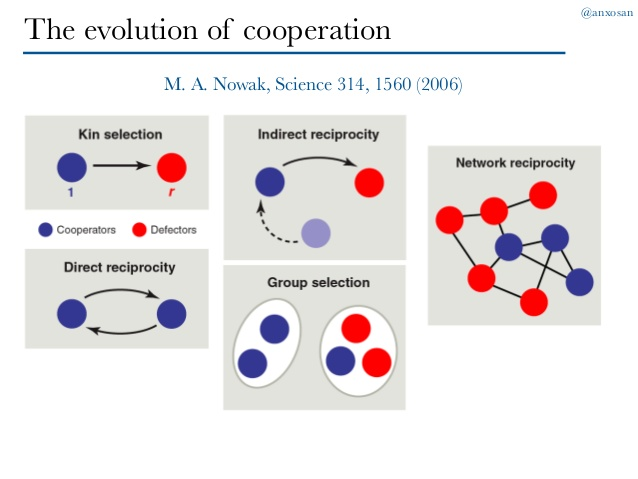 @anxosan
The evolution of cooperation
M. A. Nowak, Science 314, 1560 (2006)
Kin selection
1 r
Cooperators Defectors
Direct reciprocity
Indirect reciprocity
Group selection
Network reciprocity